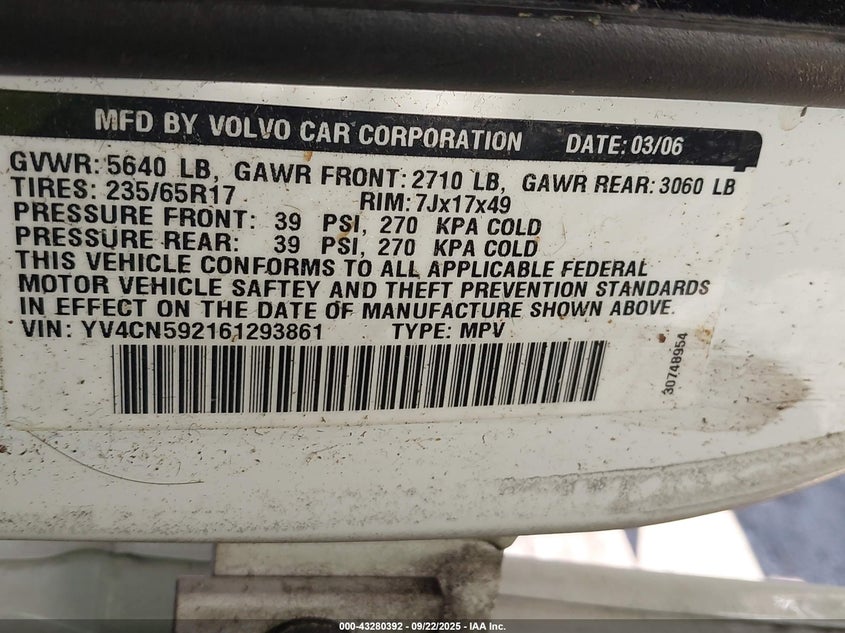 MFD BY VOLVO CAR CORPORATION DATE: 03/06
GVWR: 5640 LB, GAWR FRONT: 2710 LB, GAWR REAR: 3060 LB
TIRES: 235/65R17 RIM: 7Jx17x49
PRESSURE FRONT: 39 PSI, 270 KPA COLD
PRESSURE REAR: 39 PSI, 270 KPA COLD
THIS VEHICLE CONFORMS TO ALL APPLICABLE FEDERAL
MOTOR VEHICLE SAFTEY AND THEFT PREVENTION STANDARDS
IN EFFECT ON THE DATE OF MANUFACTURE SHOWN ABOVE.
VIN: YV4CN592161293861 TYPE: MPV
30748954
000-43280392 - 09/22/2025 - IAA Inc.